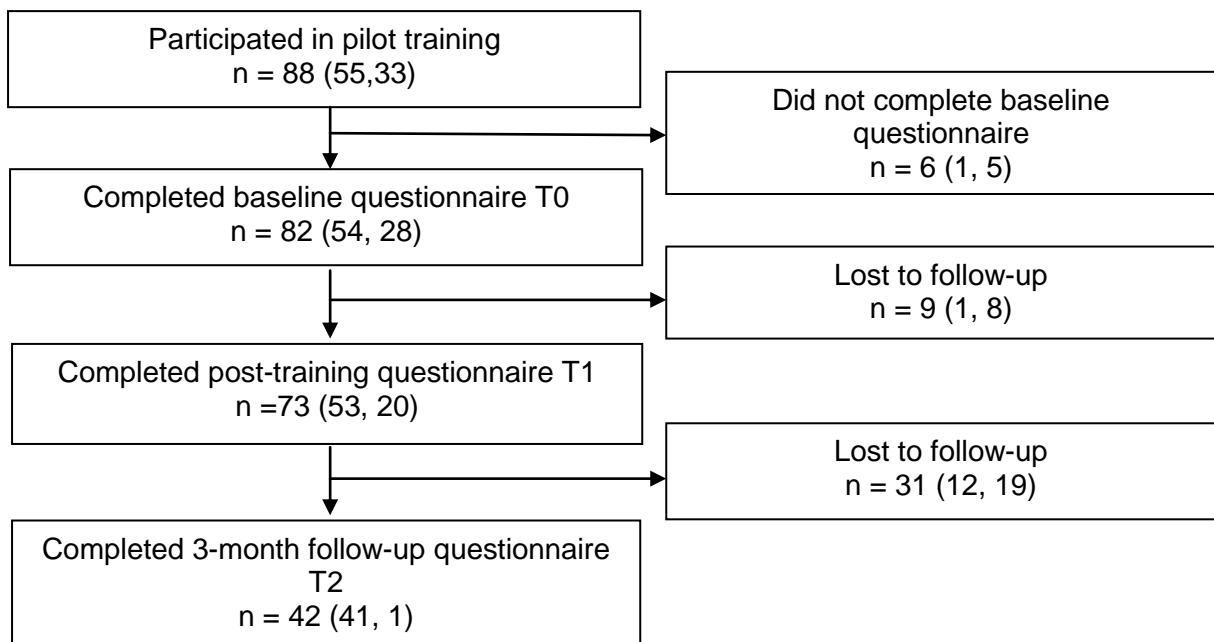 Participated in pilot training
n = 88 (55,33)
Did not complete baseline
questionnaire
n = 6 (1, 5)
Completed baseline questionnaire T0
n = 82 (54, 28)
Lost to follow-up
n = 9 (1, 8)
Completed post-training questionnaire T1
n =73 (53, 20)
Lost to follow-up
n = 31 (12, 19)
Completed 3-month follow-up questionnaire
T2
n = 42 (41, 1)